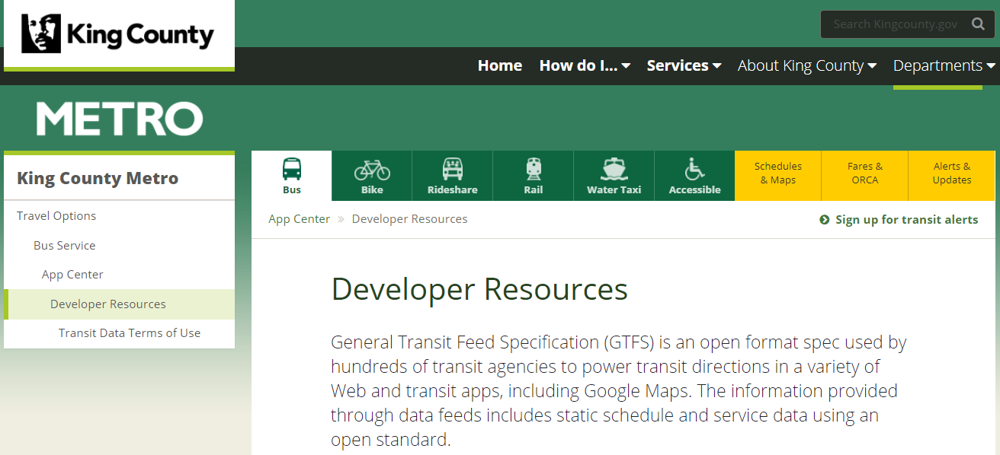 King County
Search Kingcounty.gov
Home How do I... Services About King County Departments
METRO
King County Metro
Travel Options
Bus Service
App Center
Developer Resources
Transit Data Terms of Use
Bus
Bike
Rideshare
Rail
Water Taxi
Accessible
Schedules
& Maps
Fares &
ORCA
Alerts &
Updates
App Center » Developer Resources
Sign up for transit alerts
Developer Resources
General Transit Feed Specification (GTFS) is an open format spec used by
hundreds of transit agencies to power transit directions in a variety of
Web and transit apps, including Google Maps. The information provided
through data feeds includes static schedule and service data using an
open standard.